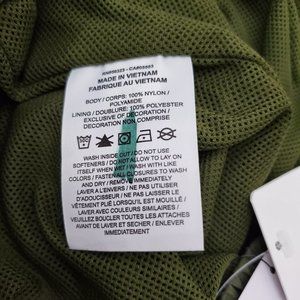 MADE IN VIETNAM
FABRIQUÉ AU VIETNAM
BODY / CORPS: 100% NYLON /
POLYAMIDE
LINING / DOUBLURE: 100% POLYESTER
EXCLUSIVE OF DECORATION /
DECORATION NON COMPRISE
WASH INSIDE OUT / DO NOT USE
SOFTENERS / DO NOT ALLOW TO LAY ON
ITSELF WHEN WET / WASH WITH LIKE
COLORS / FASTEN ALL CLOSURES TO WASH
AND DRY / REMOVE IMMEDIATELY
LAVER A L'ENVERS / NE PAS UTILISER
D'ADOUCISSEUR / NE PAS LAISSER LE
VÊTEMENT PLIÉ LORSQU'IL EST MOUILLÉ /
LAVER AVEC COULEURS SIMILAIRES /
VEUILLEZ BOUCLER TOUTES LES ATTACHES
AVANT DE LAVER ET SECHER / ENLEVER
IMMÉDIATEMENT